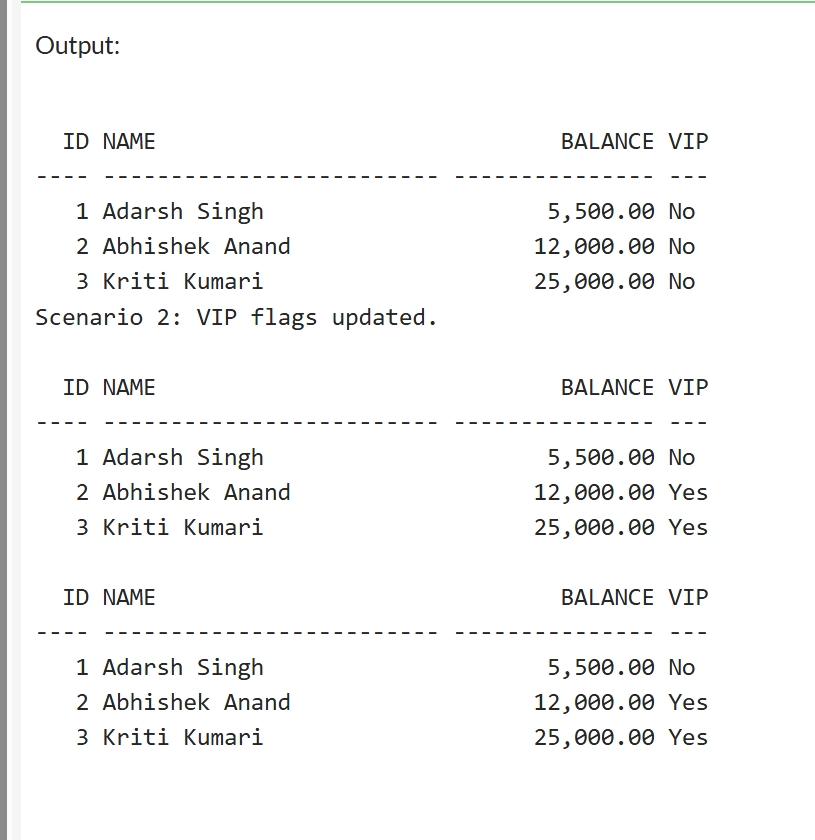 Output:
  ID NAME                              BALANCE VIP
---- ------------------------- --------------- ---
   1 Adarsh Singh                     5,500.00 No
   2 Abhishek Anand                  12,000.00 No
   3 Kriti Kumari                    25,000.00 No
Scenario 2: VIP flags updated.
  ID NAME                              BALANCE VIP
---- ------------------------- --------------- ---
   1 Adarsh Singh                     5,500.00 No
   2 Abhishek Anand                  12,000.00 Yes
   3 Kriti Kumari                    25,000.00 Yes
  ID NAME                              BALANCE VIP
---- ------------------------- --------------- ---
   1 Adarsh Singh                     5,500.00 No
   2 Abhishek Anand                  12,000.00 Yes
   3 Kriti Kumari                    25,000.00 Yes